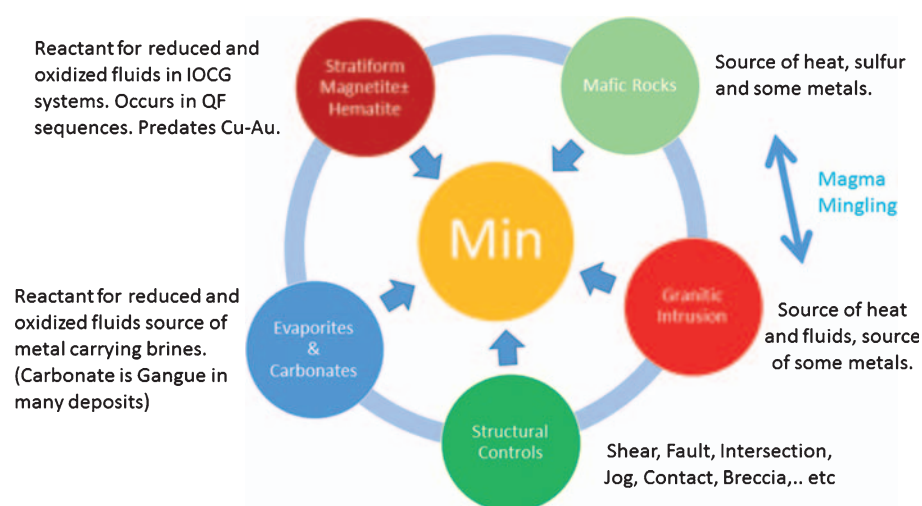 Reactant for reduced and
oxidized fluids in IOCG
systems. Occurs in QF
sequences. Predates Cu-Au.
Stratiform
Magnetite±
Hematite
Mafic Rocks
Source of heat, sulfur
and some metals.
Magma
Mingling
Min
Reactant for reduced and
oxidized fluids source of
metal carrying brines.
(Carbonate is Gangue in
many deposits)
Evaporites
&
Carbonates
Granitic
Intrusion
Source of heat
and fluids, source
of some metals.
Structural
Controls
Shear, Fault, Intersection,
Jog, Contact, Breccia,.. etc